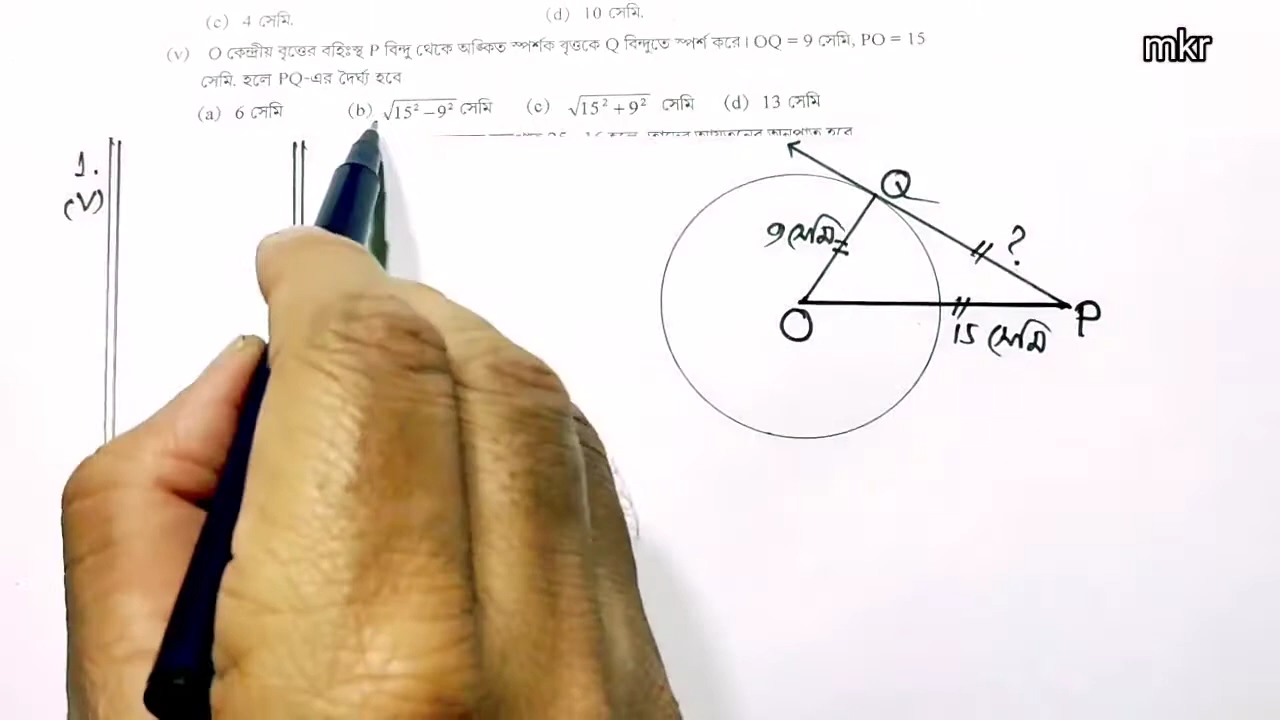 (c) 4 সেমি. (d) 10 সেমি.
mkr
(v) O কেন্দ্রীয় বৃত্তের বহিঃস্থ P বিন্দু থেকে অঙ্কিত স্পর্শক বৃত্তকে Q বিন্দুতে স্পর্শ করে। OQ = 9 সেমি, PO = 15
সেমি. হলে PQ-এর দৈর্ঘ্য হবে
(a) 6 সেমি (b) √15² – 9² সেমি (c) √15² + 9² সেমি (d) 13 সেমি
1.
(V)
Q
9 সেমি
?
O
P
15 সেমি